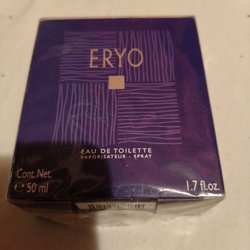 ERYO
EAU DE TOILETTE
VAPORISATEUR - SPRAY
Cont. Net.
℮ 50 ml
1.7 fl.oz.